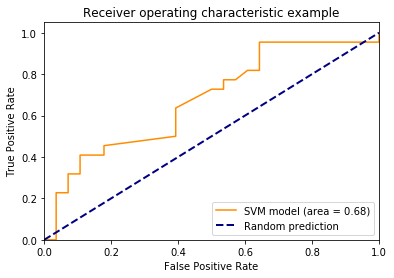 Receiver operating characteristic example
True Positive Rate
1.0
0.8
0.6
0.4
0.2
0.0
SVM model (area = 0.68)
Random prediction
0.0 0.2 0.4 0.6 0.8 1.0
False Positive Rate